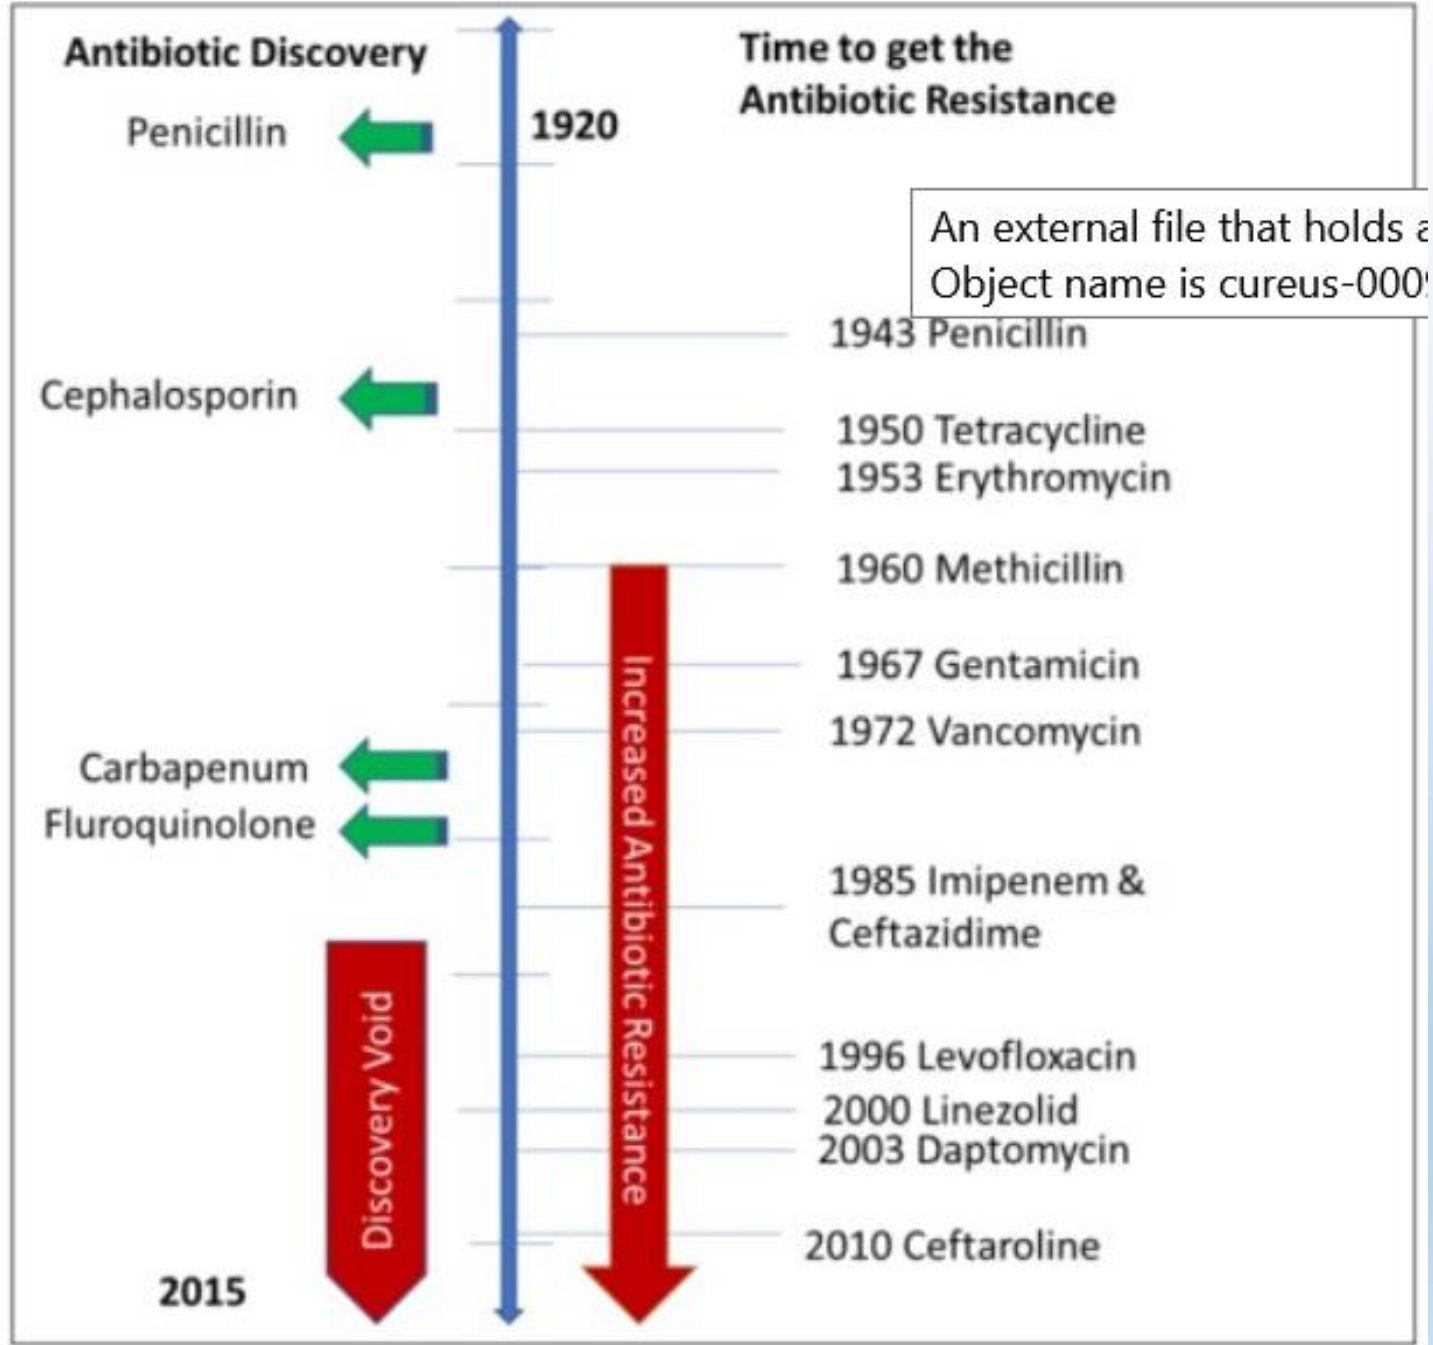 Antibiotic Discovery
Time to get the
Antibiotic Resistance
Penicillin
1920
An external file that holds a
Object name is cureus-000
1943 Penicillin
Cephalosporin
1950 Tetracycline
1953 Erythromycin
1960 Methicillin
1967 Gentamicin
1972 Vancomycin
Carbapenum
Fluroquinolone
1985 Imipenem &
Ceftazidime
Increased Antibiotic Resistance
Discovery Void
1996 Levofloxacin
2000 Linezolid
2003 Daptomycin
2010 Ceftaroline
2015